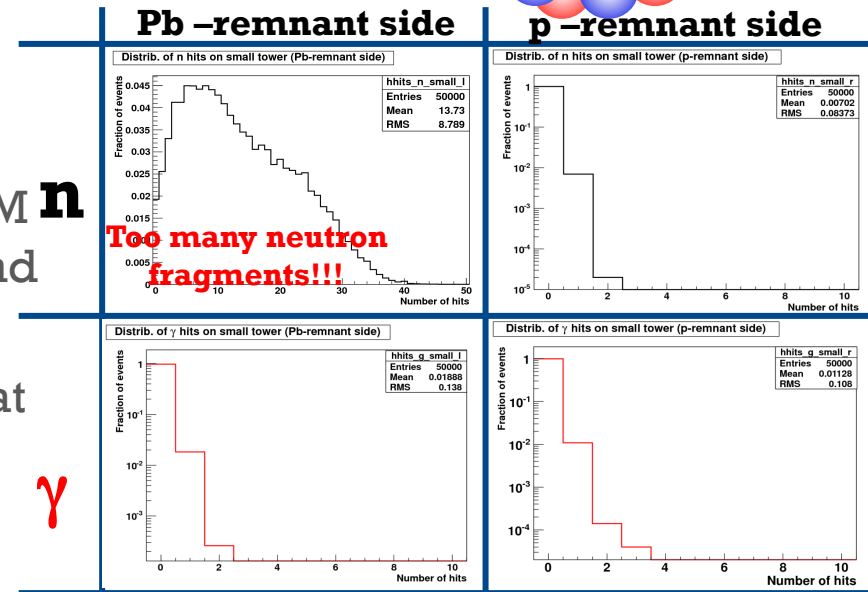 Pb –remnant side
p –remnant side
Distrib. of n hits on small tower (Pb-remnant side)
Fraction of events
0.045
0.04
0.035
0.03
0.025
0.02
0.015
0.01
0.005
0
hhits_n_small_l
Entries 50000
Mean 13.73
RMS 8.789
Too many neutron
fragments!!!
0 10 20 30 40 50
Number of hits
Distrib. of n hits on small tower (p-remnant side)
Fraction of events
1
10-1
10-2
10-3
10-4
10-5
hhits_n_small_r
Entries 50000
Mean 0.00702
RMS 0.08373
0 2 4 6 8 10
Number of hits
M n
nd
Distrib. of γ hits on small tower (Pb-remnant side)
Fraction of events
1
10-1
10-2
10-3
hhits_g_small_l
Entries 50000
Mean 0.01888
RMS 0.138
0 2 4 6 8 10
Number of hits
Distrib. of γ hits on small tower (p-remnant side)
Fraction of events
1
10-1
10-2
10-3
10-4
hhits_g_small_r
Entries 50000
Mean 0.01128
RMS 0.108
0 2 4 6 8 10
Number of hits
at
γ